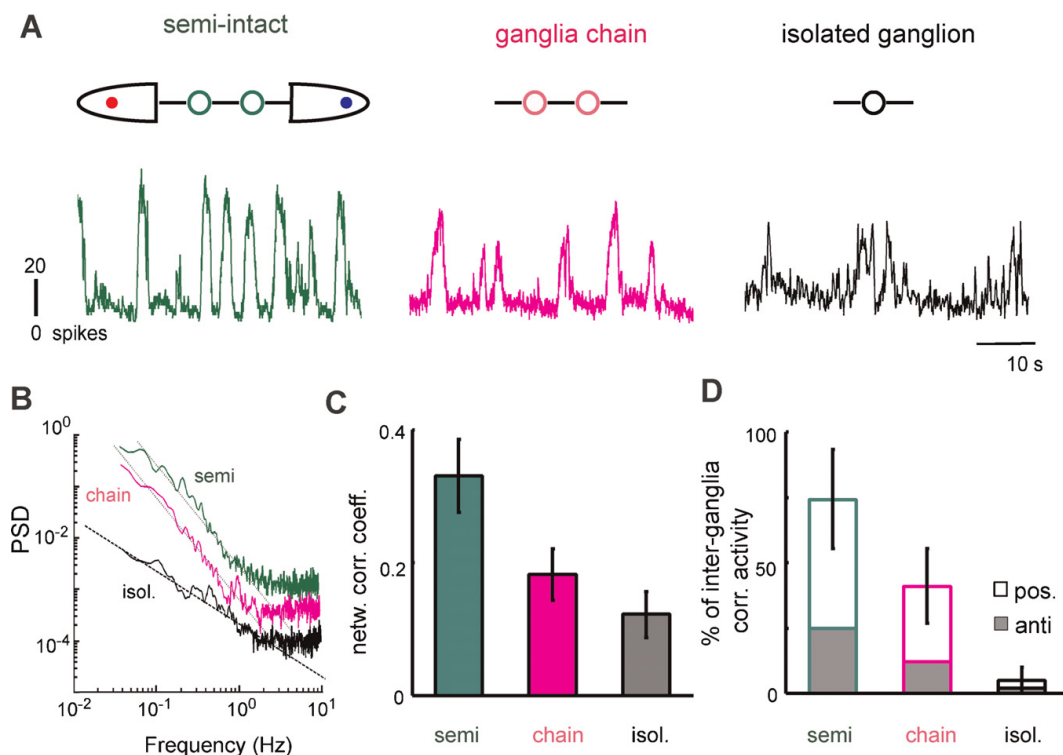 A
semi-intact
ganglia chain
isolated ganglion
20
0 spikes
10 s
B
10^0
10^-2
10^-4
PSD
semi
chain
isol.
10^-2
10^-1
10^0
10^1
Frequency (Hz)
C
0.4
0.2
0
netw. corr. coeff.
semi
chain
isol.
D
100
50
0
% of inter-ganglia
corr. activity
pos.
anti
semi
chain
isol.